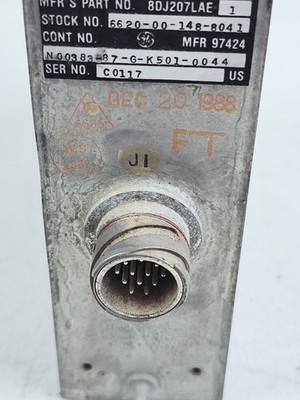 MFR'S PART NO. 8DJ207LAE 1
STOCK NO. 6620-00-148-8041
CONT NO. GE MFR 97424
N00383-87-G-K501-0044
SER NO. C0117 US
DEC 20 1988
FT
J1